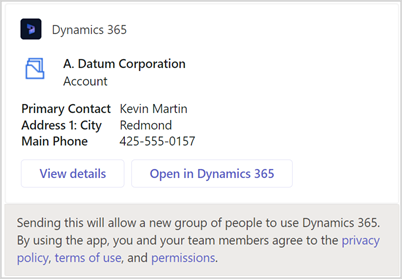 Dynamics 365
A. Datum Corporation
Account
Primary Contact Kevin Martin
Address 1: City Redmond
Main Phone 425-555-0157
View details Open in Dynamics 365
Sending this will allow a new group of people to use Dynamics 365.
By using the app, you and your team members agree to the privacy
policy, terms of use, and permissions.